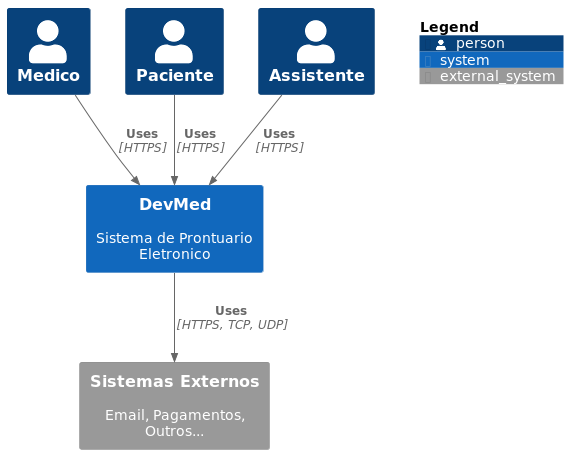 Medico
Paciente
Assistente
Legend
person
system
external_system
Uses
[HTTPS]
Uses
[HTTPS]
Uses
[HTTPS]
DevMed
Sistema de Prontuario
Eletronico
Uses
[HTTPS, TCP, UDP]
Sistemas Externos
Email, Pagamentos,
Outros...